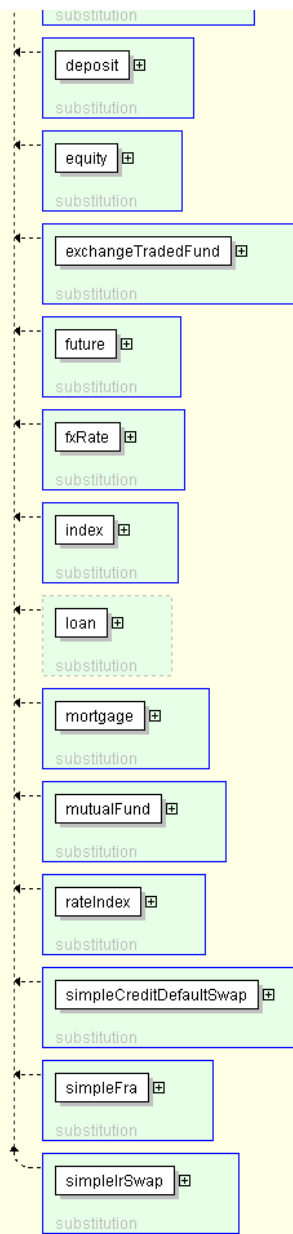 substitution
deposit
substitution
equity
substitution
exchangeTradedFund
substitution
future
substitution
fxRate
substitution
index
substitution
loan
substitution
mortgage
substitution
mutualFund
substitution
rateIndex
substitution
simpleCreditDefaultSwap
substitution
simpleFra
substitution
simpleIrSwap
substitution